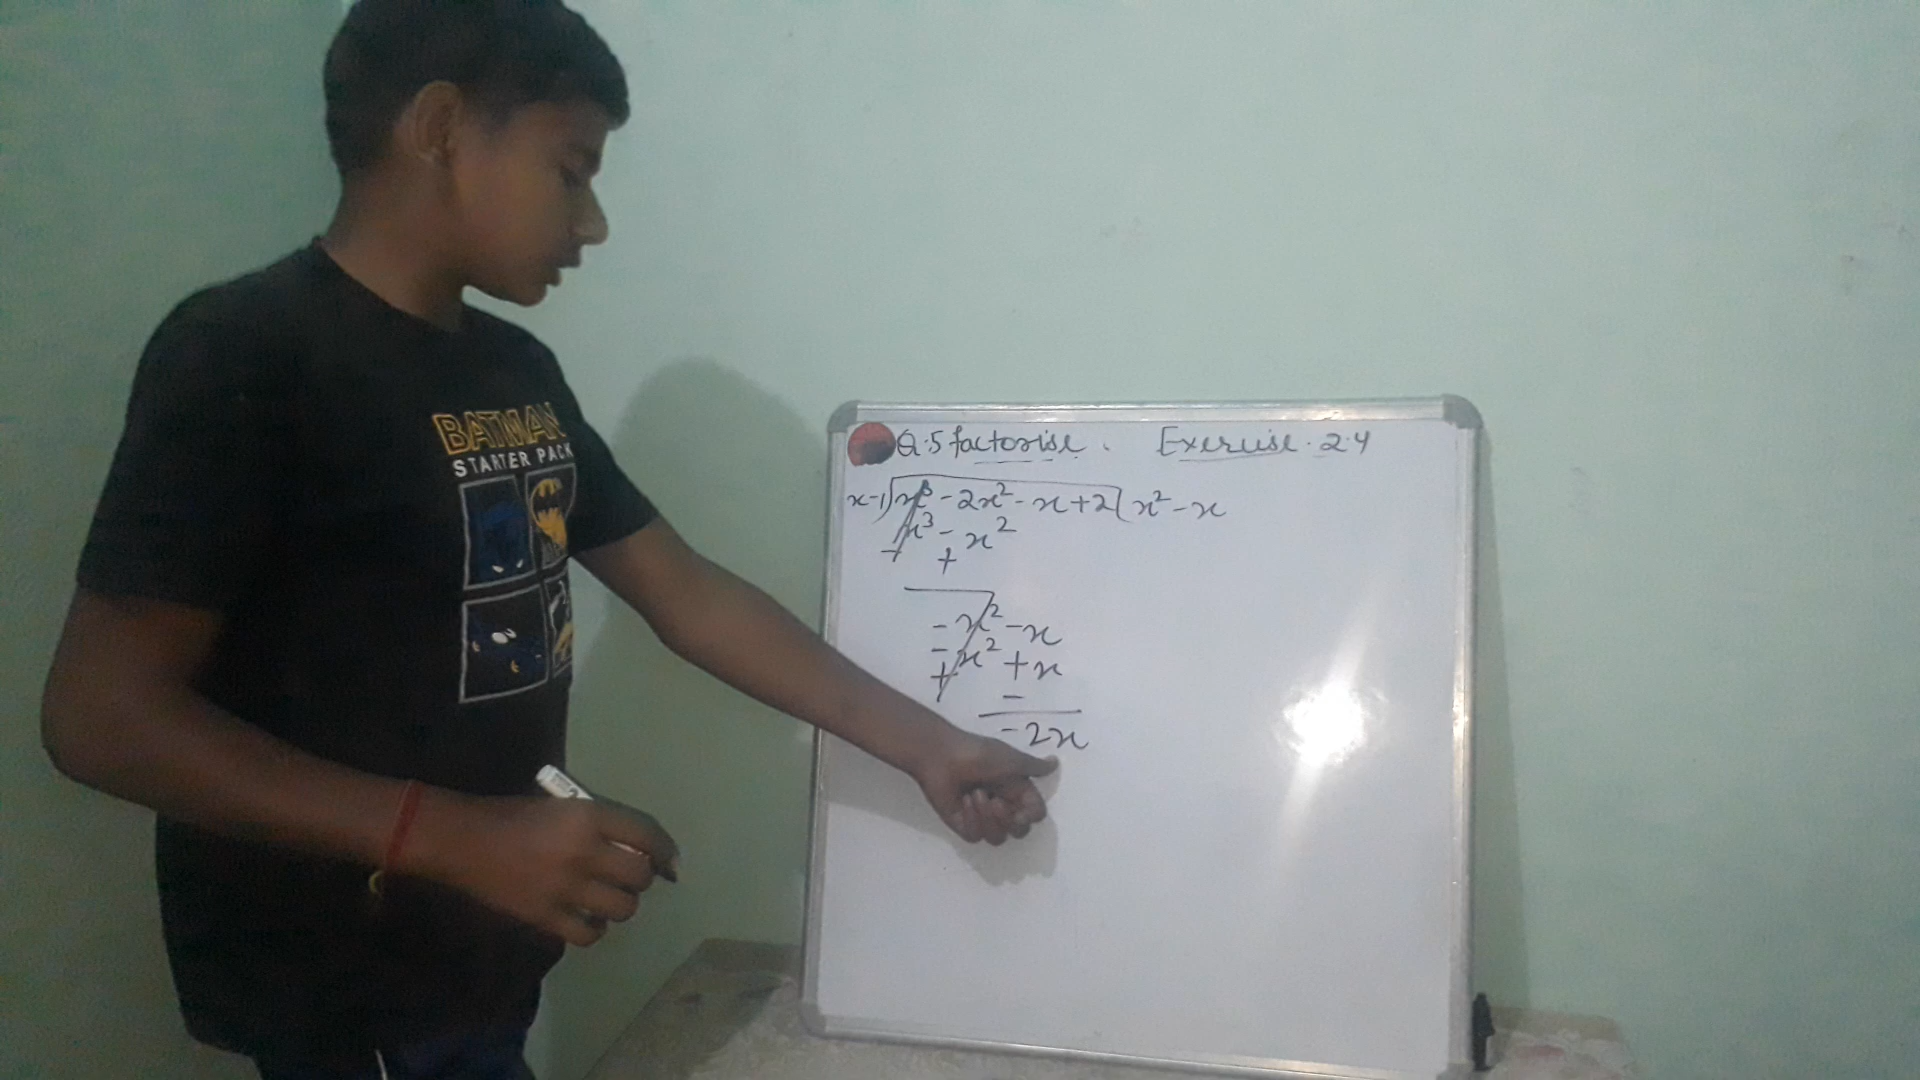 BATMAN
STARTER PACK
Q.5 factorise. Exercise.2.4
x-1)x³-2x²-x+2(x²-x
x³-x²
- +
-x²-x
-x²+x
+ -
-2x